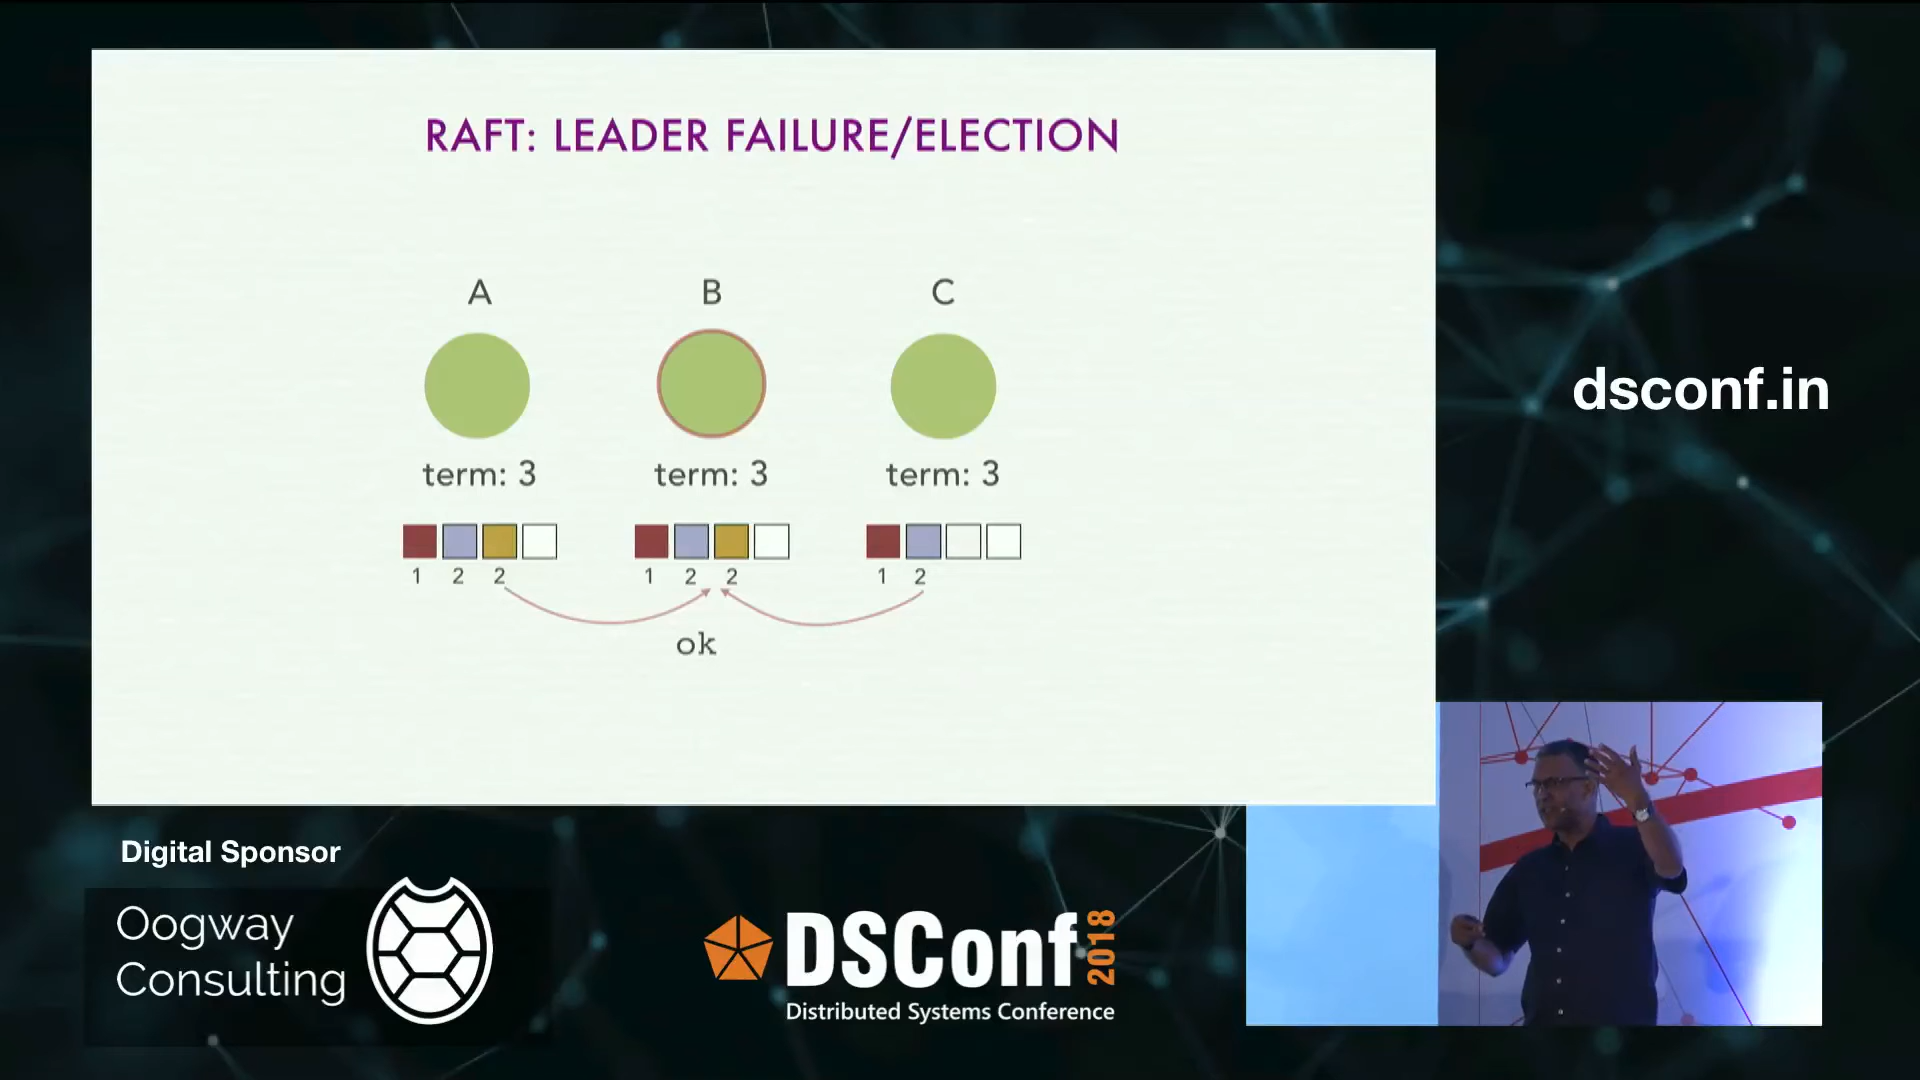 RAFT: LEADER FAILURE/ELECTION
A B C
term: 3 term: 3 term: 3
1 2 2 1 2 2 1 2
ok
dsconf.in
Digital Sponsor
Oogway
Consulting
DSConf 2018
Distributed Systems Conference